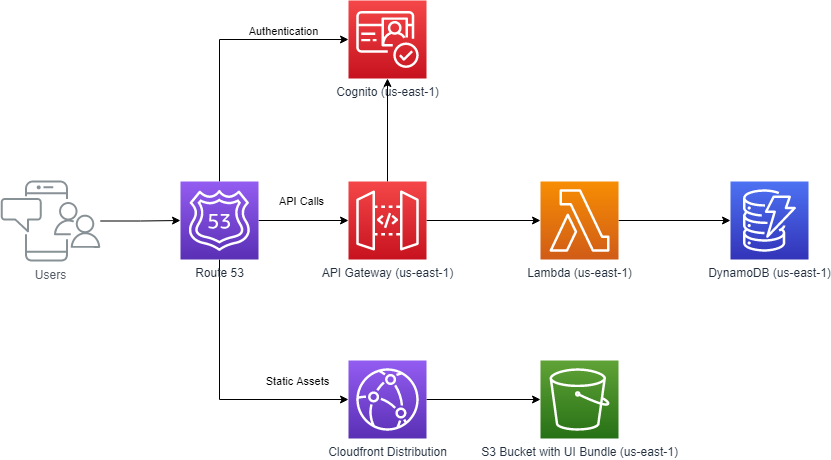 Authentication
Cognito (us-east-1)
53
</>
Users
Route 53
API Calls
API Gateway (us-east-1)
Lambda (us-east-1)
DynamoDB (us-east-1)
Static Assets
Cloudfront Distribution
S3 Bucket with UI Bundle (us-east-1)